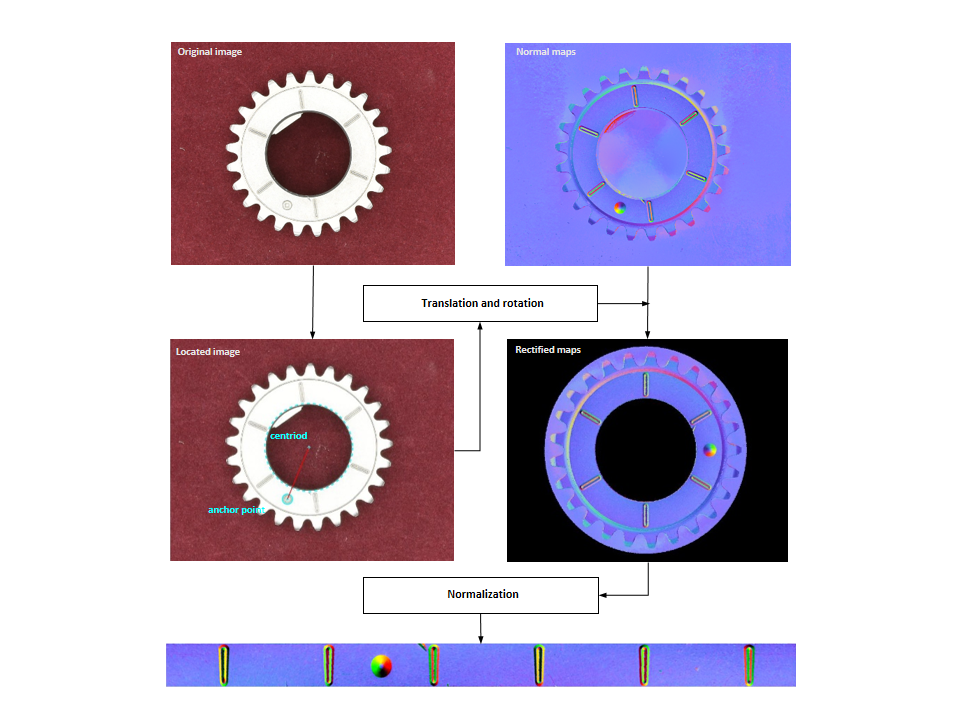 Original image
Normal maps
Translation and rotation
Located image
Rectified maps
centriod
anchor point
Normalization